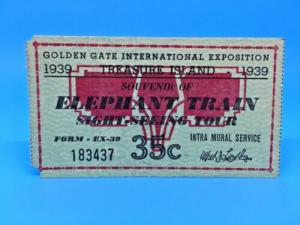 GOLDEN GATE INTERNATIONAL EXPOSITION
1939 TREASURE ISLAND 1939
SOUVENIR OF
ELEPHANT TRAIN
SIGHT-SEEING TOUR
FORM - EX-39 INTRA MURAL SERVICE
183437 35c